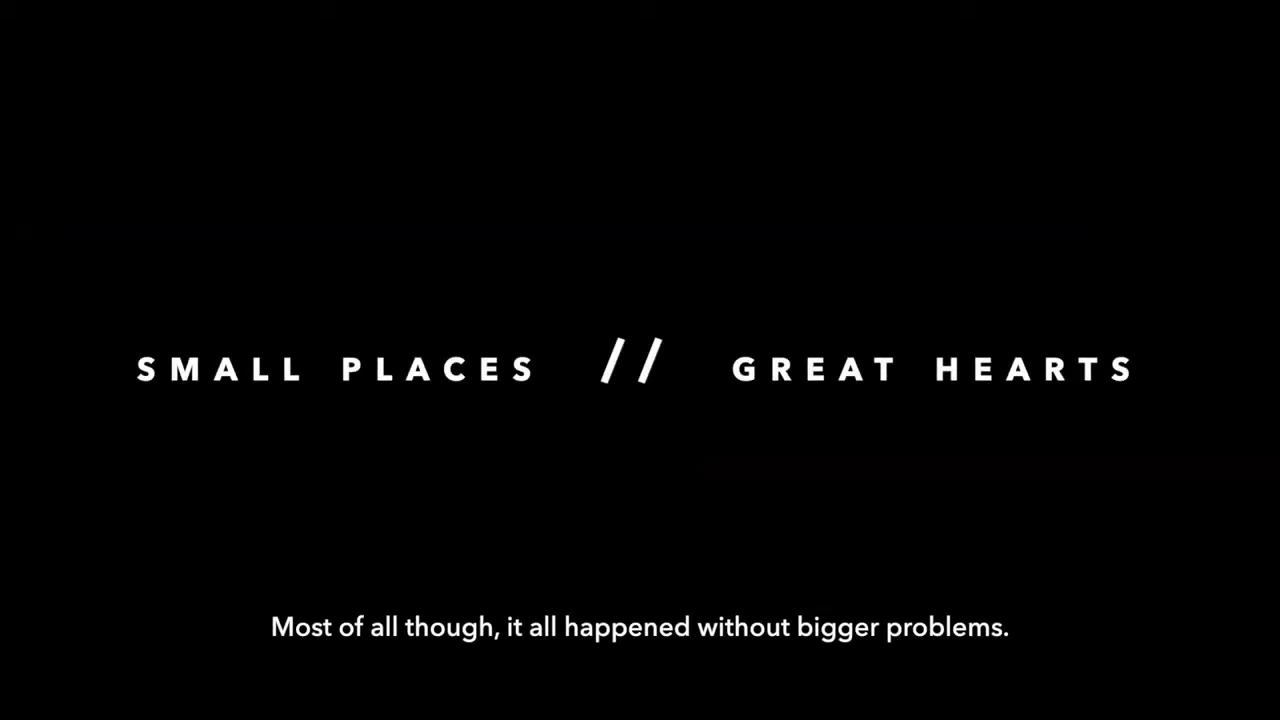 SMALL PLACES // GREAT HEARTS
Most of all though, it all happened without bigger problems.